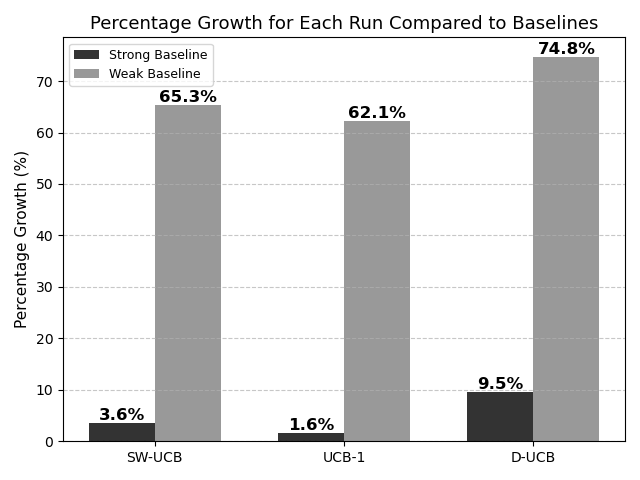 Percentage Growth for Each Run Compared to Baselines
Strong Baseline
Weak Baseline
Percentage Growth (%)
70
60
50
40
30
20
10
0
3.6%
65.3%
1.6%
62.1%
9.5%
74.8%
SW-UCB
UCB-1
D-UCB